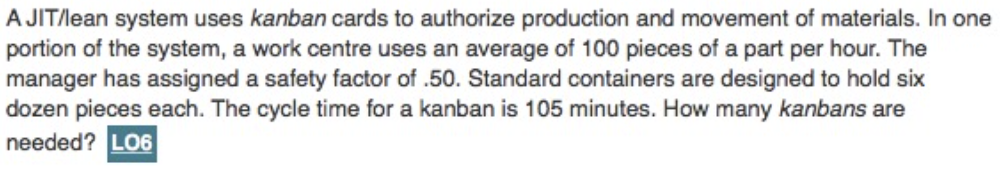 A JIT/lean system uses kanban cards to authorize production and movement of materials. In one
portion of the system, a work centre uses an average of 100 pieces of a part per hour. The
manager has assigned a safety factor of .50. Standard containers are designed to hold six
dozen pieces each. The cycle time for a kanban is 105 minutes. How many kanbans are
needed? LO6